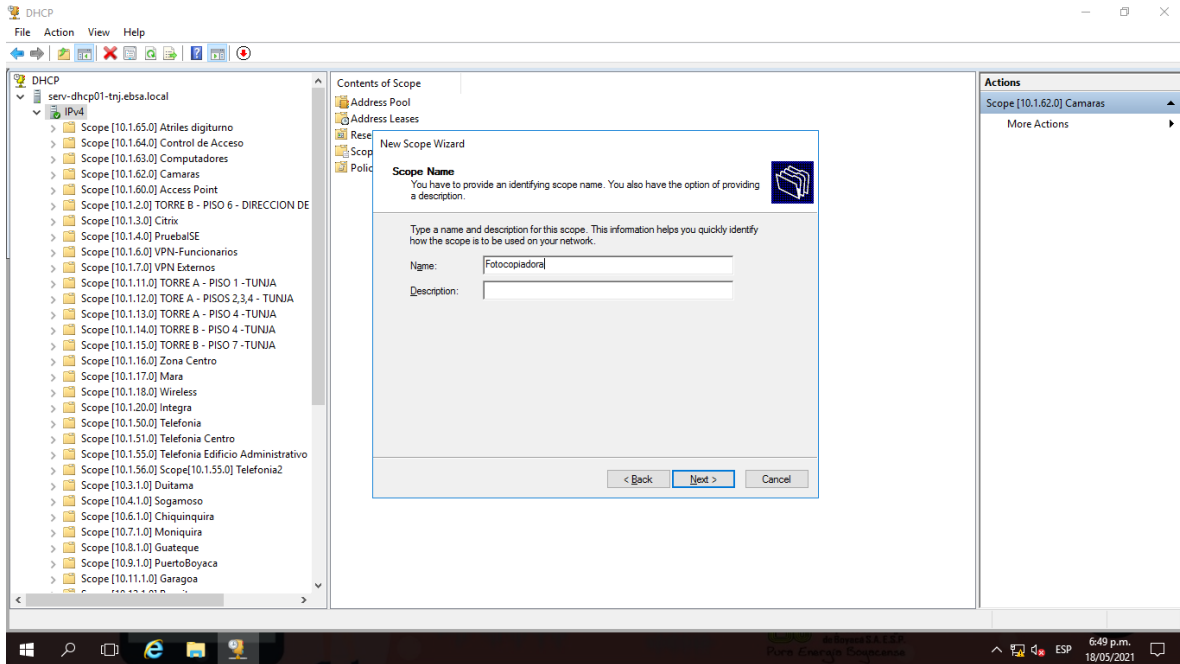 DHCP
File Action View Help
DHCP
serv-dhcp01-tnj.ebsa.local
IPv4
Scope [10.1.65.0] Atriles digiturno
Scope [10.1.64.0] Control de Acceso
Scope [10.1.63.0] Computadores
Scope [10.1.62.0] Camaras
Scope [10.1.60.0] Access Point
Scope [10.1.2.0] TORRE B - PISO 6 - DIRECCION DE
Scope [10.1.3.0] Citrix
Scope [10.1.4.0] PruebaISE
Scope [10.1.6.0] VPN-Funcionarios
Scope [10.1.7.0] VPN Externos
Scope [10.1.11.0] TORRE A - PISO 1 -TUNJA
Scope [10.1.12.0] TORE A - PISOS 2,3,4 - TUNJA
Scope [10.1.13.0] TORRE A - PISO 4 -TUNJA
Scope [10.1.14.0] TORRE B - PISO 4 -TUNJA
Scope [10.1.15.0] TORRE B - PISO 7 -TUNJA
Scope [10.1.16.0] Zona Centro
Scope [10.1.17.0] Mara
Scope [10.1.18.0] Wireless
Scope [10.1.20.0] Integra
Scope [10.1.50.0] Telefonia
Scope [10.1.51.0] Telefonia Centro
Scope [10.1.55.0] Telefonia Edificio Administrativo
Scope [10.1.56.0] Scope[10.1.55.0] Telefonia2
Scope [10.3.1.0] Duitama
Scope [10.4.1.0] Sogamoso
Scope [10.6.1.0] Chiquinquira
Scope [10.7.1.0] Moniquira
Scope [10.8.1.0] Guateque
Scope [10.9.1.0] PuertoBoyaca
Scope [10.11.1.0] Garagoa
Contents of Scope
Address Pool
Address Leases
Rese
Scop
Polic
New Scope Wizard
Scope Name
You have to provide an identifying scope name. You also have the option of providing
a description.
Type a name and description for this scope. This information helps you quickly identify
how the scope is to be used on your network.
Name: Fotocopiadora
Description:
< Back Next > Cancel
Actions
Scope [10.1.62.0] Camaras
More Actions
Pura Energía Boyacense
ESP
6:49 p.m.
18/05/2021